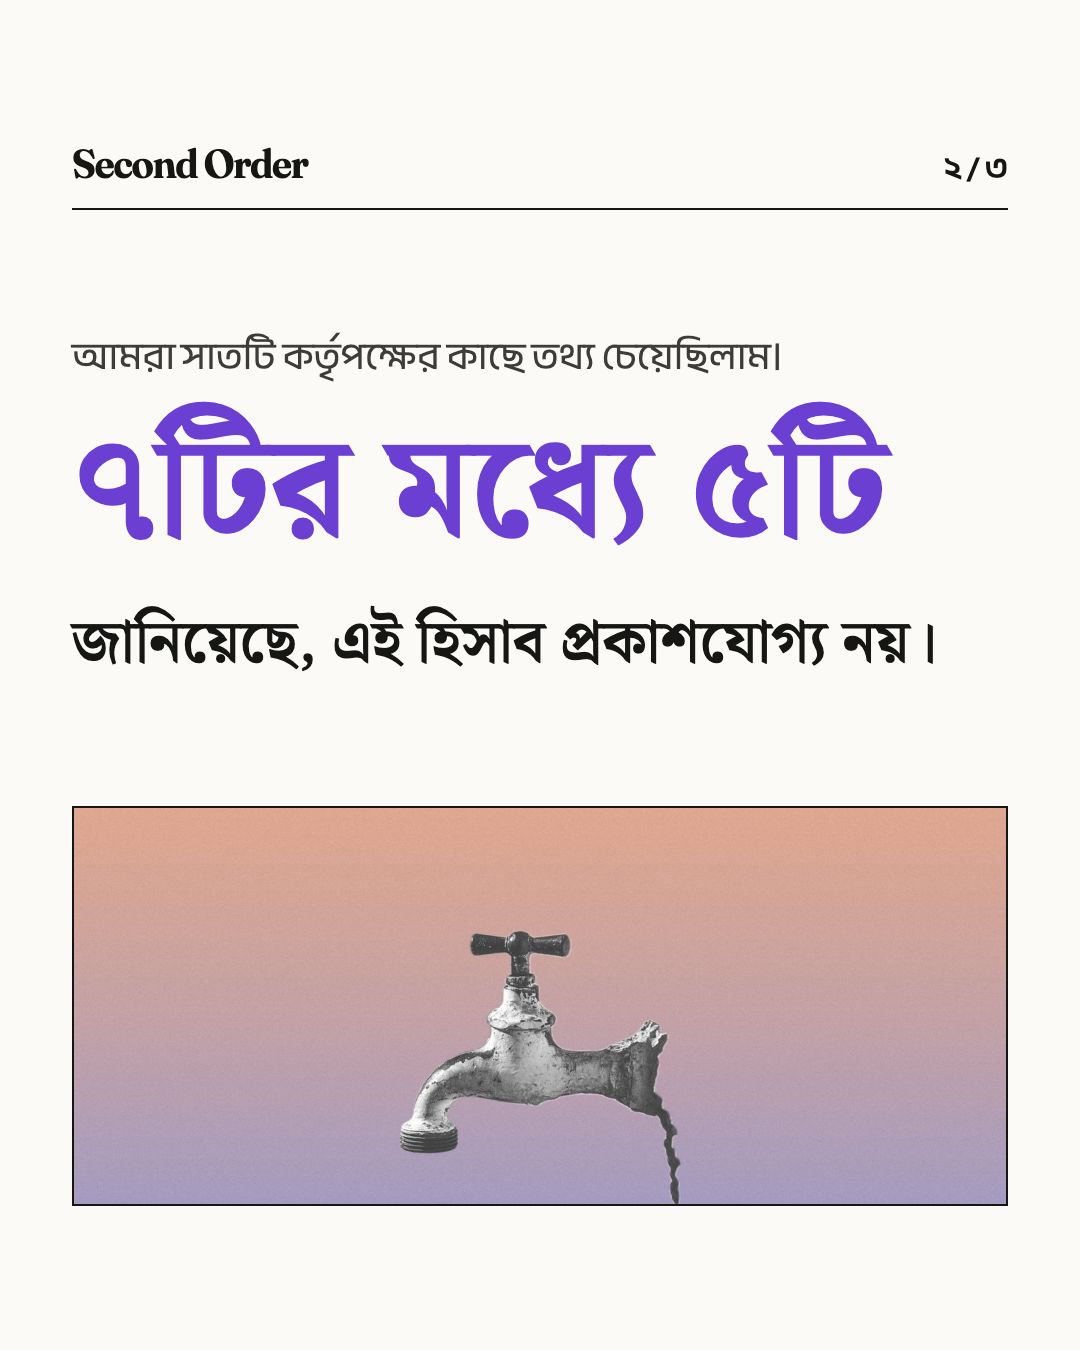 Second Order
২/৩
আমরা সাতটি কর্তৃপক্ষের কাছে তথ্য চেয়েছিলাম।
৭টির মধ্যে ৫টি
জানিয়েছে, এই হিসাব প্রকাশযোগ্য নয়।